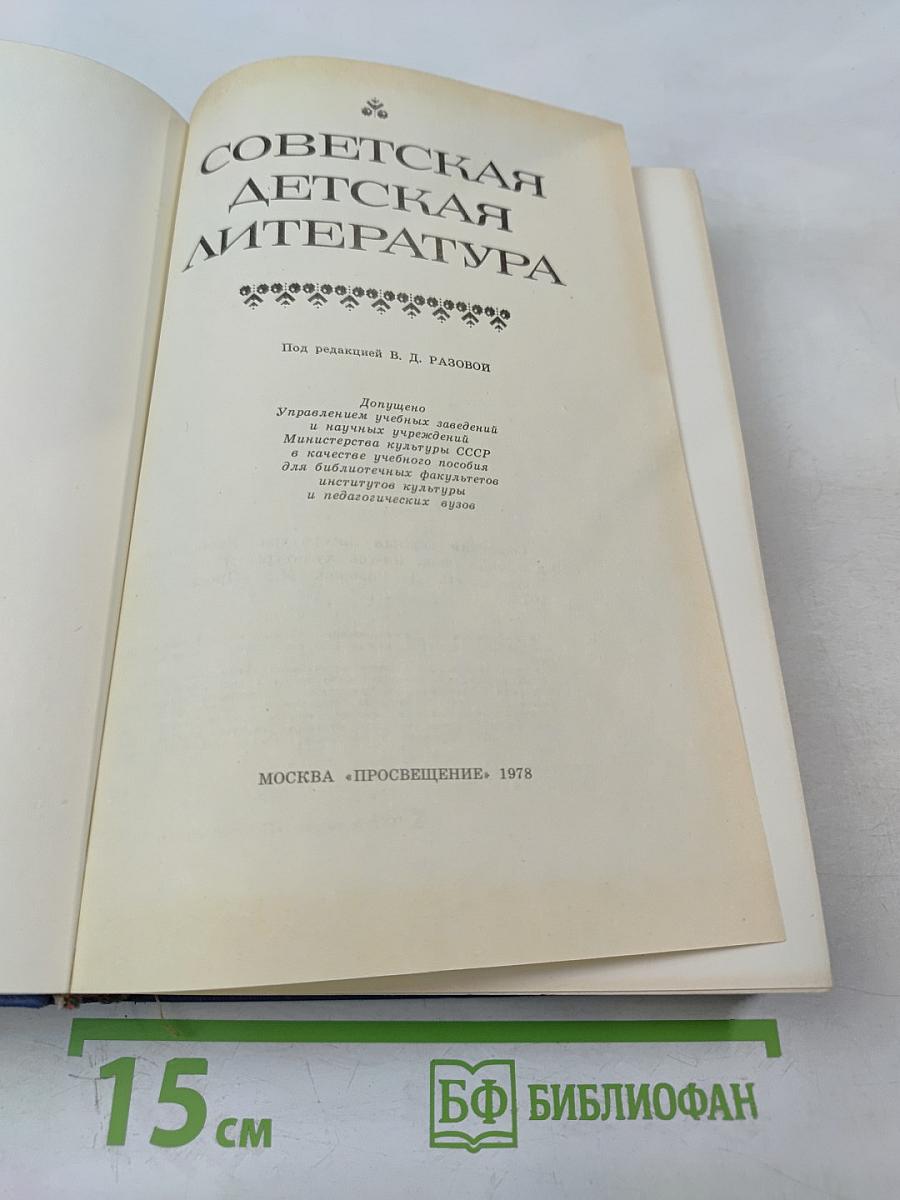 СОВЕТСКАЯ
ДЕТСКАЯ
ЛИТЕРАТУРА
Под редакцией В. Д. РАЗОВОЙ
Допущено
Управлением учебных заведений
и научных учреждений
Министерства культуры СССР
в качестве учебного пособия
для библиотечных факультетов
институтов культуры
и педагогических вузов
МОСКВА «ПРОСВЕЩЕНИЕ» 1978
15 см
БФ БИБЛИОФАН